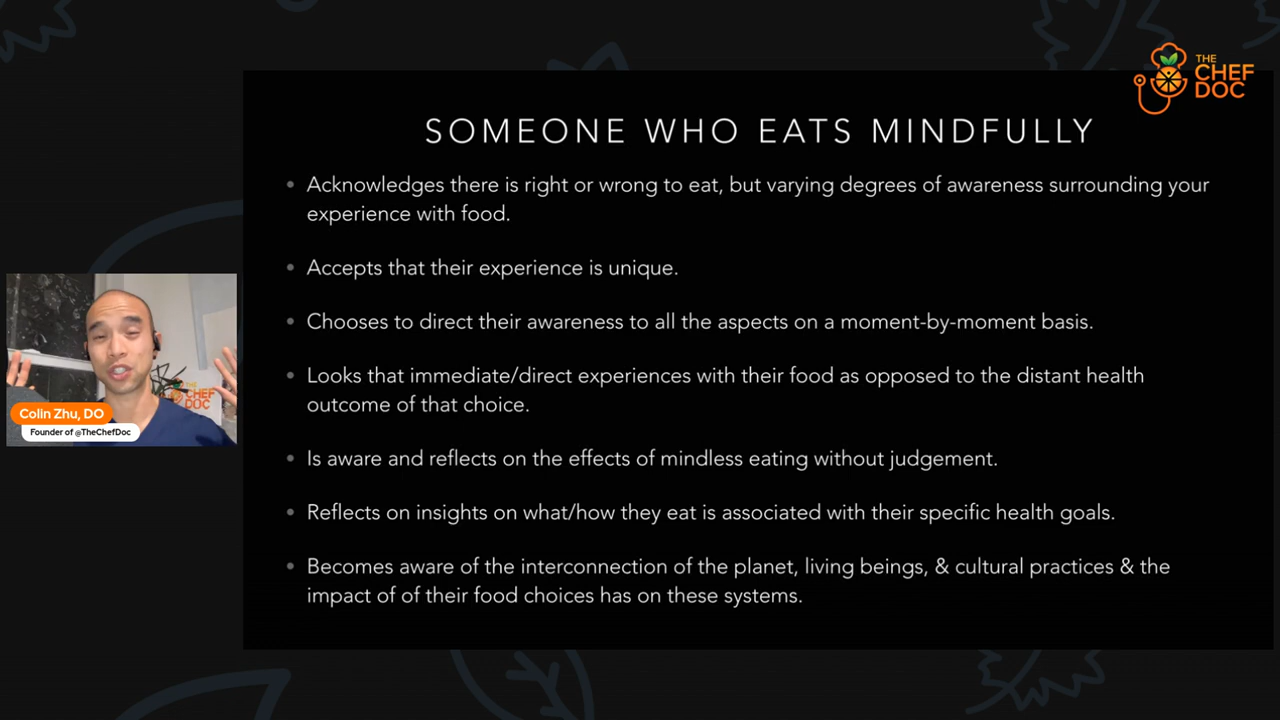 THE
CHEF
DOC
SOMEONE WHO EATS MINDFULLY
• Acknowledges there is right or wrong to eat, but varying degrees of awareness surrounding your
experience with food.
• Accepts that their experience is unique.
• Chooses to direct their awareness to all the aspects on a moment-by-moment basis.
• Looks that immediate/direct experiences with their food as opposed to the distant health
outcome of that choice.
• Is aware and reflects on the effects of mindless eating without judgement.
• Reflects on insights on what/how they eat is associated with their specific health goals.
• Becomes aware of the interconnection of the planet, living beings, & cultural practices & the
impact of of their food choices has on these systems.
THE
CHEF
DOC
Colin Zhu, DO
Founder of @TheChefDoc